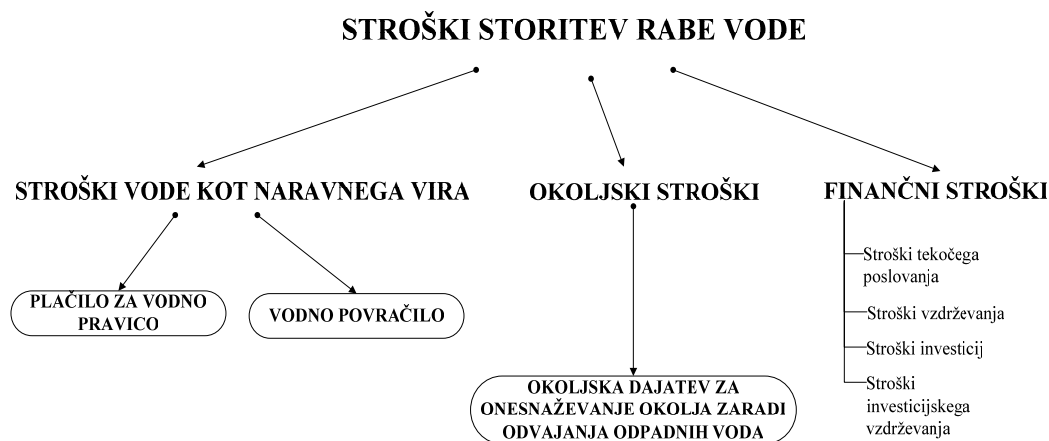 STROŠKI STORITEV RABE VODE
STROŠKI VODE KOT NARAVNEGA VIRA
OKOLJSKI STROŠKI
FINANČNI STROŠKI
PLAČILO ZA VODNO
PRAVICO
VODNO POVRAČILO
OKOLJSKA DAJATEV ZA
ONESNAŽEVANJE OKOLJA ZARADI
ODVAJANJA ODPADNIH VODA
Stroški tekočega
poslovanja
Stroški vzdrževanja
Stroški investicij
Stroški
investicijskega
vzdrževanja